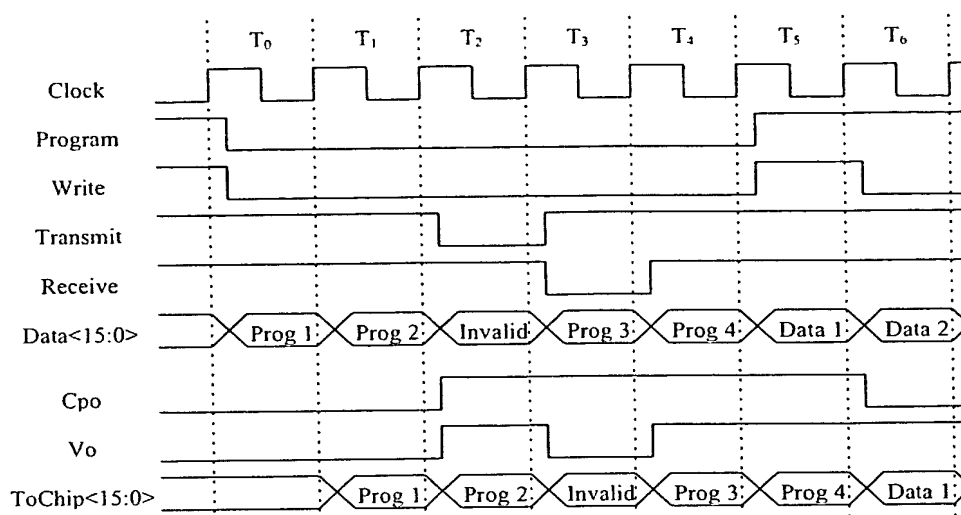 T₀ T₁ T₂ T₃ T₄ T₅ T₆
Clock
Program
Write
Transmit
Receive
Data<15:0> Prog 1 Prog 2 Invalid Prog 3 Prog 4 Data 1 Data 2
Cpo
Vo
ToChip<15:0> Prog 1 Prog 2 Invalid Prog 3 Prog 4 Data 1